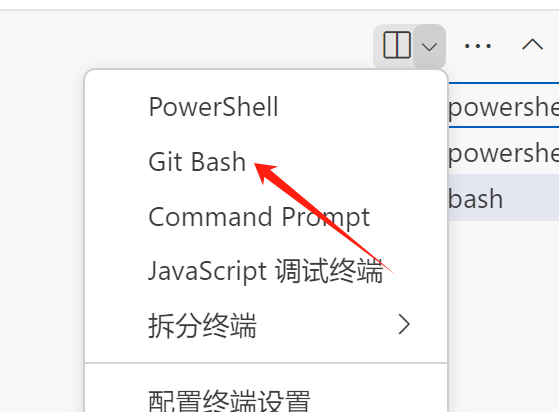 PowerShell
powershe
Git Bash
powershe
bash
Command Prompt
JavaScript 调试终端
拆分终端
配置终端设置